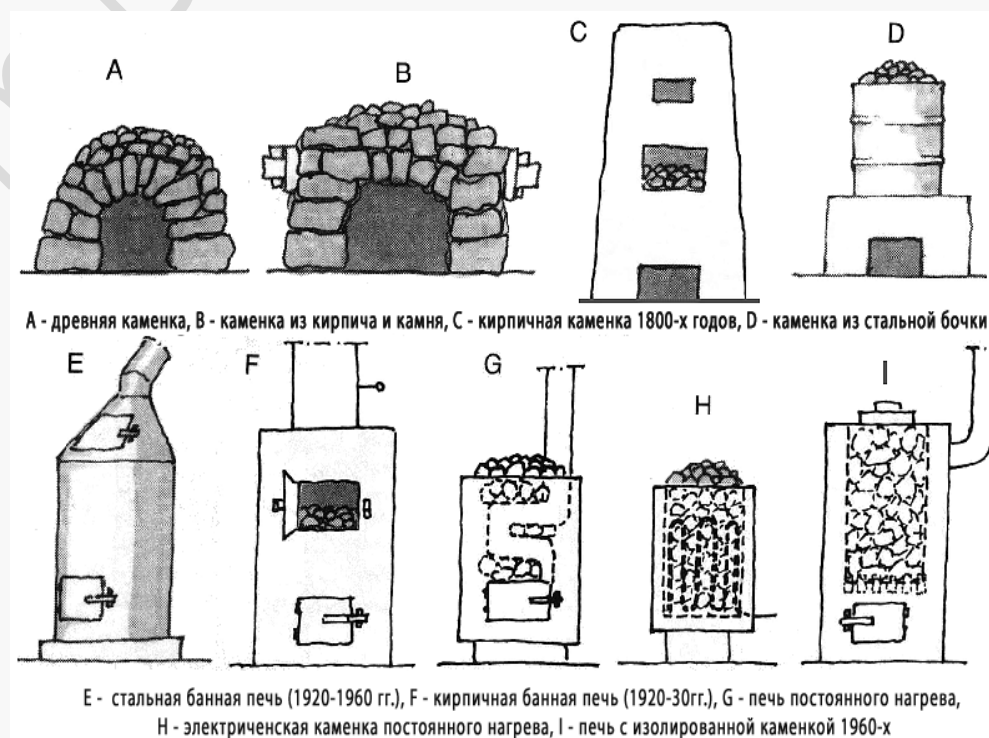 A
B
C
D
A - древняя каменка, B - каменка из кирпича и камня, C - кирпичная каменка 1800-х годов, D - каменка из стальной бочки
E
F
G
H
I
E - стальная банная печь (1920-1960 гг.), F - кирпичная банная печь (1920-30гг.), G - печь постоянного нагрева,
H - электриченская каменка постоянного нагрева, I - печь с изолированной каменкой 1960-х